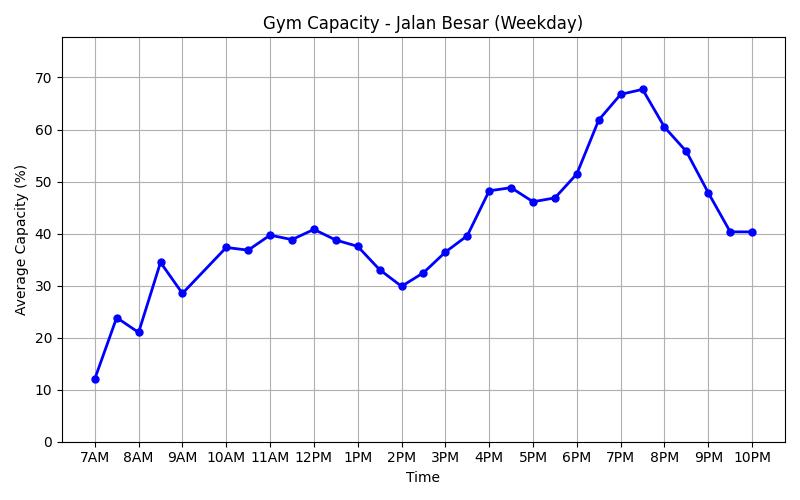 Gym Capacity - Jalan Besar (Weekday)
Average Capacity (%)
70
60
50
40
30
20
10
0
7AM 8AM 9AM 10AM 11AM 12PM 1PM 2PM 3PM 4PM 5PM 6PM 7PM 8PM 9PM 10PM
Time